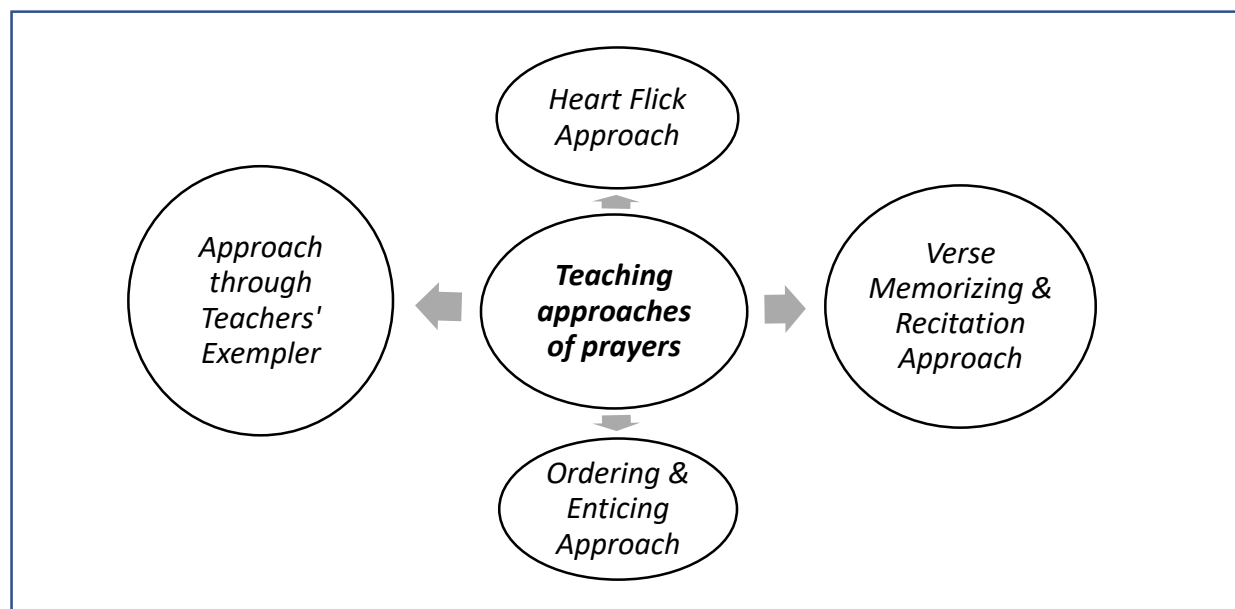 Heart Flick
Approach
Approach
through
Teachers'
Exempler
Teaching
approaches
of prayers
Verse
Memorizing &
Recitation
Approach
Ordering &
Enticing
Approach